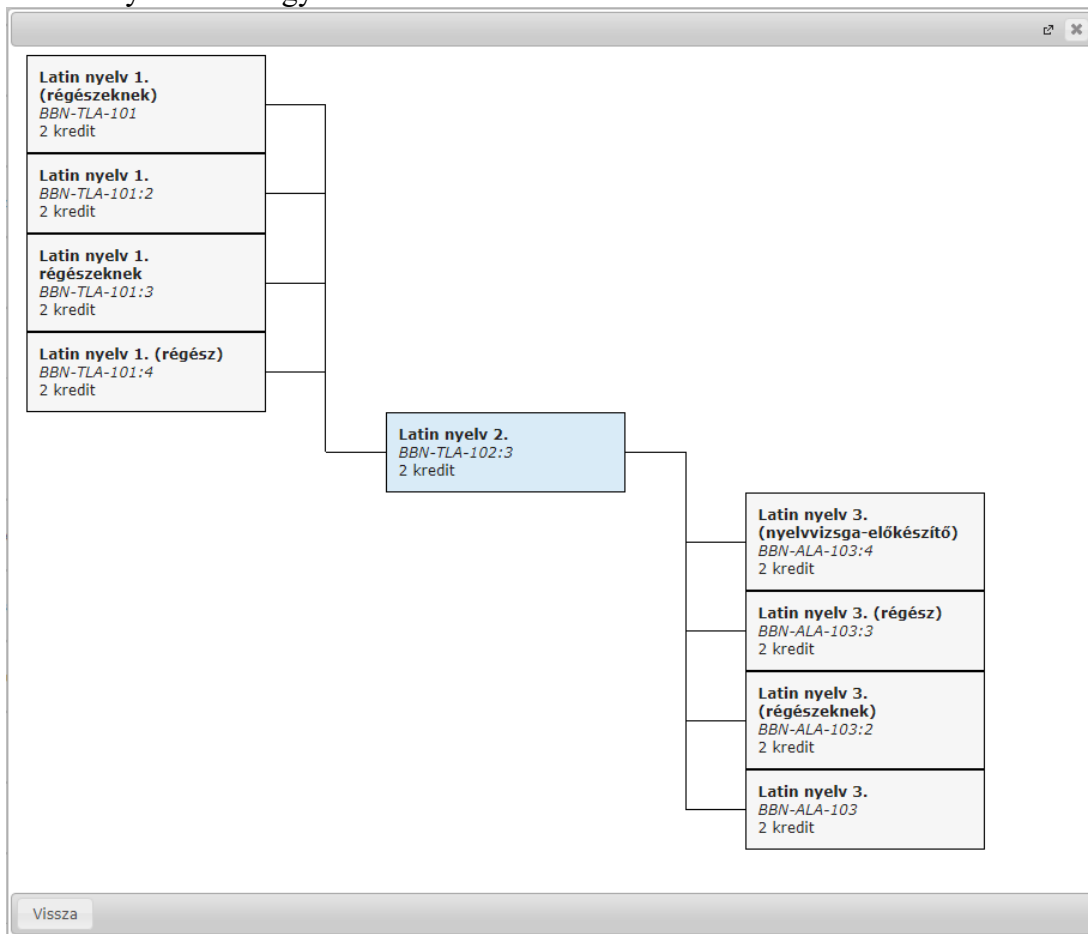 Latin nyelv 1.
(régészeknek)
BBN-TLA-101
2 kredit
Latin nyelv 1.
BBN-TLA-101:2
2 kredit
Latin nyelv 1.
régészeknek
BBN-TLA-101:3
2 kredit
Latin nyelv 1. (régész)
BBN-TLA-101:4
2 kredit
Latin nyelv 2.
BBN-TLA-102:3
2 kredit
Latin nyelv 3.
(nyelvvizsga-előkészítő)
BBN-ALA-103:4
2 kredit
Latin nyelv 3. (régész)
BBN-ALA-103:3
2 kredit
Latin nyelv 3.
(régészeknek)
BBN-ALA-103:2
2 kredit
Latin nyelv 3.
BBN-ALA-103
2 kredit
Vissza